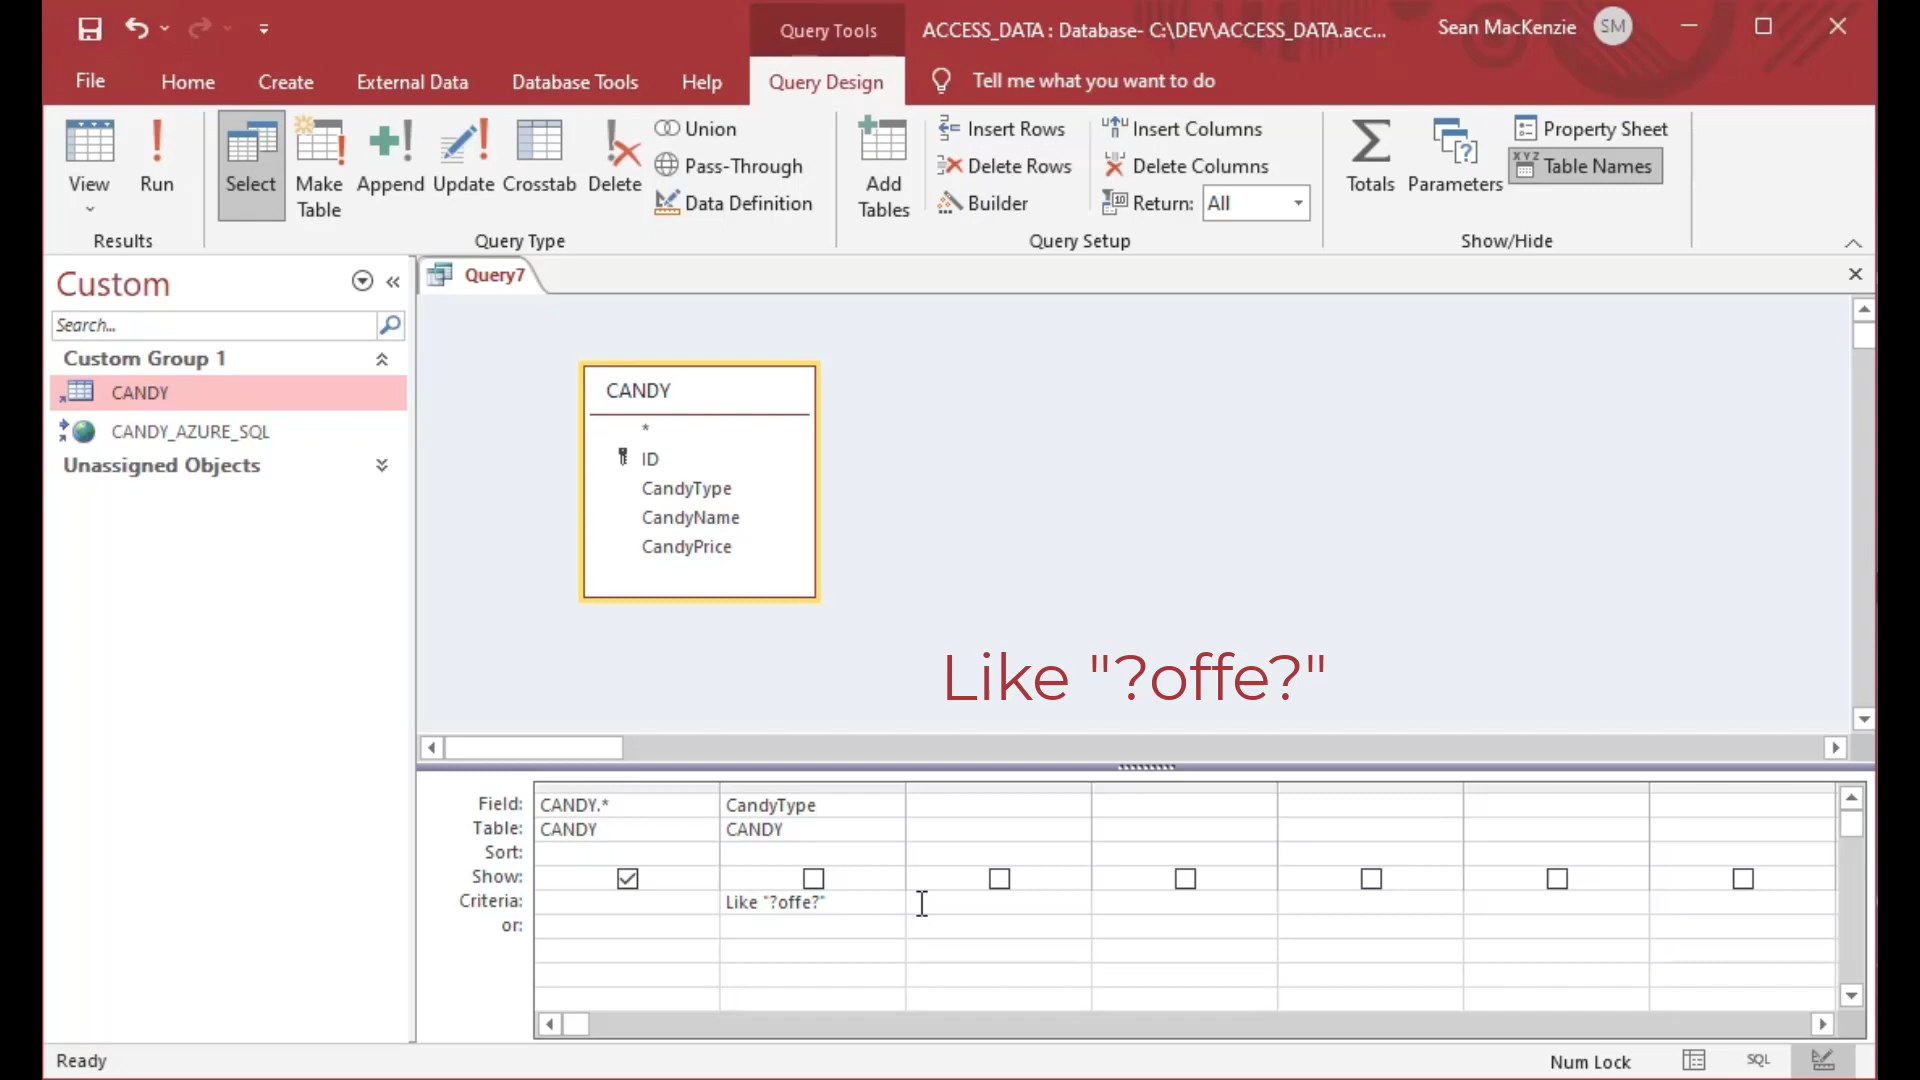 Query Tools
ACCESS_DATA : Database- C:\DEV\ACCESS_DATA.acc...
Sean MacKenzie
SM
File
Home
Create
External Data
Database Tools
Help
Query Design
Tell me what you want to do
View
Run
Select
Make Table
Append
Update
Crosstab
Delete
Union
Pass-Through
Data Definition
Add Tables
Insert Rows
Delete Rows
Builder
Insert Columns
Delete Columns
Return: All
Totals
Parameters
Property Sheet
Table Names
Results
Query Type
Query Setup
Show/Hide
Custom
Search...
Custom Group 1
CANDY
CANDY_AZURE_SQL
Unassigned Objects
Query7
CANDY
*
ID
CandyType
CandyName
CandyPrice
Like "?offe?"
Field: CANDY.* CandyType
Table: CANDY CANDY
Sort:
Show:
Criteria: Like "?offe?"
or:
Ready
Num Lock
SQL